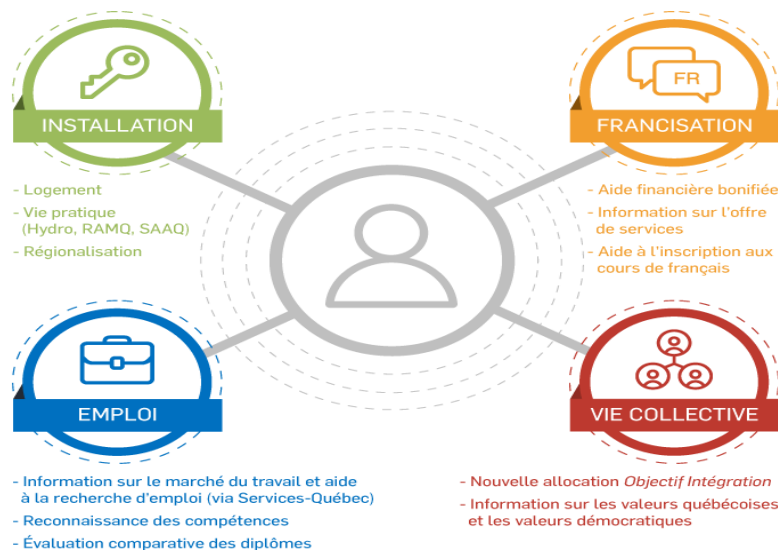 INSTALLATION
- Logement
- Vie pratique
(Hydro, RAMQ, SAAQ)
- Régionalisation
FR
FRANCISATION
- Aide financière bonifiée
- Information sur l'offre
de services
- Aide à l'inscription aux
cours de français
EMPLOI
- Information sur le marché du travail et aide
à la recherche d'emploi (via Services-Québec)
- Reconnaissance des compétences
- Évaluation comparative des diplômes
VIE COLLECTIVE
- Nouvelle allocation Objectif Intégration
- Information sur les valeurs québécoises
et les valeurs démocratiques